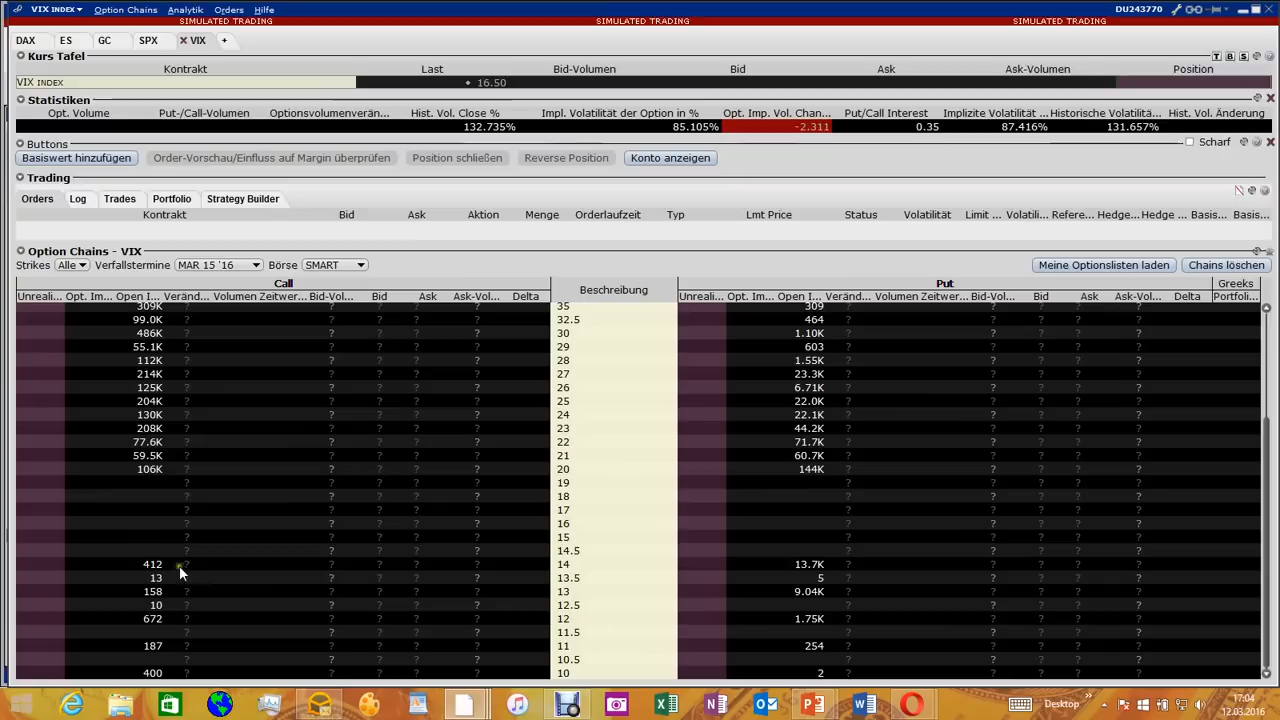 VIX INDEX Option Chains Analytik Orders Hilfe DU243770
SIMULATED TRADING SIMULATED TRADING SIMULATED TRADING
DAX ES GC SPX VIX +
Kurs Tafel T B S
Kontrakt Last Bid-Volumen Bid Ask Ask-Volumen Position
VIX INDEX 16.50
Statistiken
Opt. Volume Put-/Call-Volumen Optionsvolumenverän... Hist. Vol. Close % Impl. Volatilität der Option in % Opt. Imp. Vol. Chan... Put/Call Interest Implizite Volatilität ... Historische Volatilitä... Hist. Vol. Änderung
132.735% 85.105% -2.311 0.35 87.416% 131.657%
Buttons Scharf
Basiswert hinzufügen Order-Vorschau/Einfluss auf Margin überprüfen Position schließen Reverse Position Konto anzeigen
Trading
Orders Log Trades Portfolio Strategy Builder
Kontrakt Bid Ask Aktion Menge Orderlaufzeit Typ Lmt Price Status Volatilität Limit ... Volatili... Refere... Hedge... Hedge ... Basis... Basis...
Option Chains - VIX
Strikes Alle Verfallstermine MAR 15 '16 Börse SMART Meine Optionslisten laden Chains löschen
Call Beschreibung Put Greeks
Unreali... Opt. Im... Open I... Veränd... Volumen Zeitwer... Bid-Vol... Bid Ask Ask-Vol... Delta Unreali... Opt. Im... Open I... Veränd... Volumen Zeitwer... Bid-Vol... Bid Ask Ask-Vol... Delta Portfoli...
309K 35 309
99.0K ? ? ? ? ? 32.5 464 ? ? ? ? ?
486K ? ? ? ? ? 30 1.10K ? ? ? ? ?
55.1K ? ? ? ? ? 29 603 ? ? ? ? ?
112K ? ? ? ? ? 28 1.55K ? ? ? ? ?
214K ? ? ? ? ? 27 23.3K ? ? ? ? ?
125K ? ? ? ? ? 26 6.71K ? ? ? ? ?
204K ? ? ? ? ? 25 22.0K ? ? ? ? ?
130K ? ? ? ? ? 24 22.1K ? ? ? ? ?
208K ? ? ? ? ? 23 44.2K ? ? ? ? ?
77.6K ? ? ? ? ? 22 71.7K ? ? ? ? ?
59.5K ? ? ? ? ? 21 60.7K ? ? ? ? ?
106K ? ? ? ? ? 20 144K ? ? ? ? ?
? ? ? ? ? 19 ? ? ? ? ?
? ? ? ? ? 18 ? ? ? ? ?
? ? ? ? ? 17 ? ? ? ? ?
? ? ? ? ? 16 ? ? ? ? ?
? ? ? ? ? 15 ? ? ? ? ?
? ? ? ? ? 14.5 ? ? ? ? ?
412 ? ? ? ? ? 14 13.7K ? ? ? ? ?
13 ? ? ? ? ? 13.5 5 ? ? ? ? ?
158 ? ? ? ? ? 13 9.04K ? ? ? ? ?
10 ? ? ? ? ? 12.5 ? ? ? ? ?
672 ? ? ? ? ? 12 1.75K ? ? ? ? ?
? ? ? ? ? 11.5 ? ? ? ? ?
187 ? ? ? ? ? 11 254 ? ? ? ? ?
? ? ? ? ? 10.5 ? ? ? ? ?
400 ? ? ? ? ? 10 2 ? ? ? ? ?
Desktop 17:04
12.03.2016